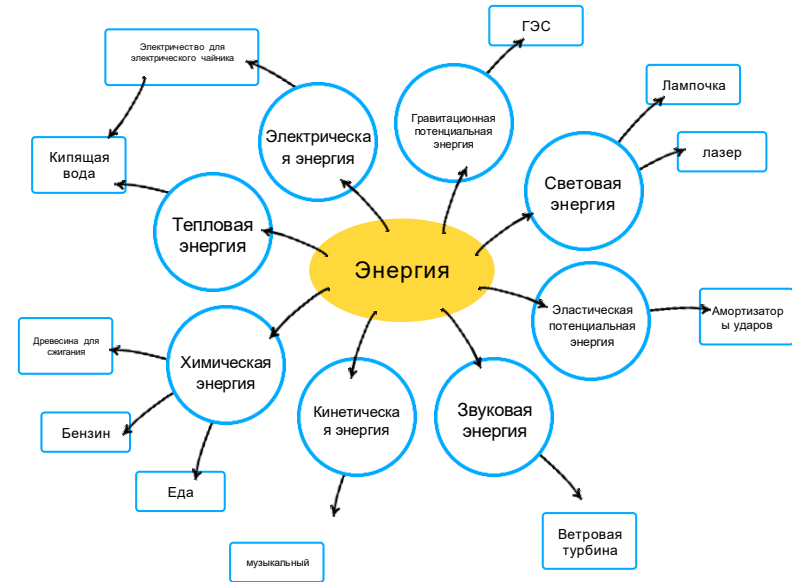 ГЭС
Электричество для
электрического чайника
Лампочка
Гравитационная
потенциальная
энергия
Электрическа
я энергия
лазер
Кипящая
вода
Световая
энергия
Тепловая
энергия
Энергия
Эластическая
потенциальная
энергия
Амортизатор
ы ударов
Древесина для
сжигания
Химическая
энергия
Кинетическа
я энергия
Звуковая
энергия
Бензин
Еда
Ветровая
турбина
музыкальный